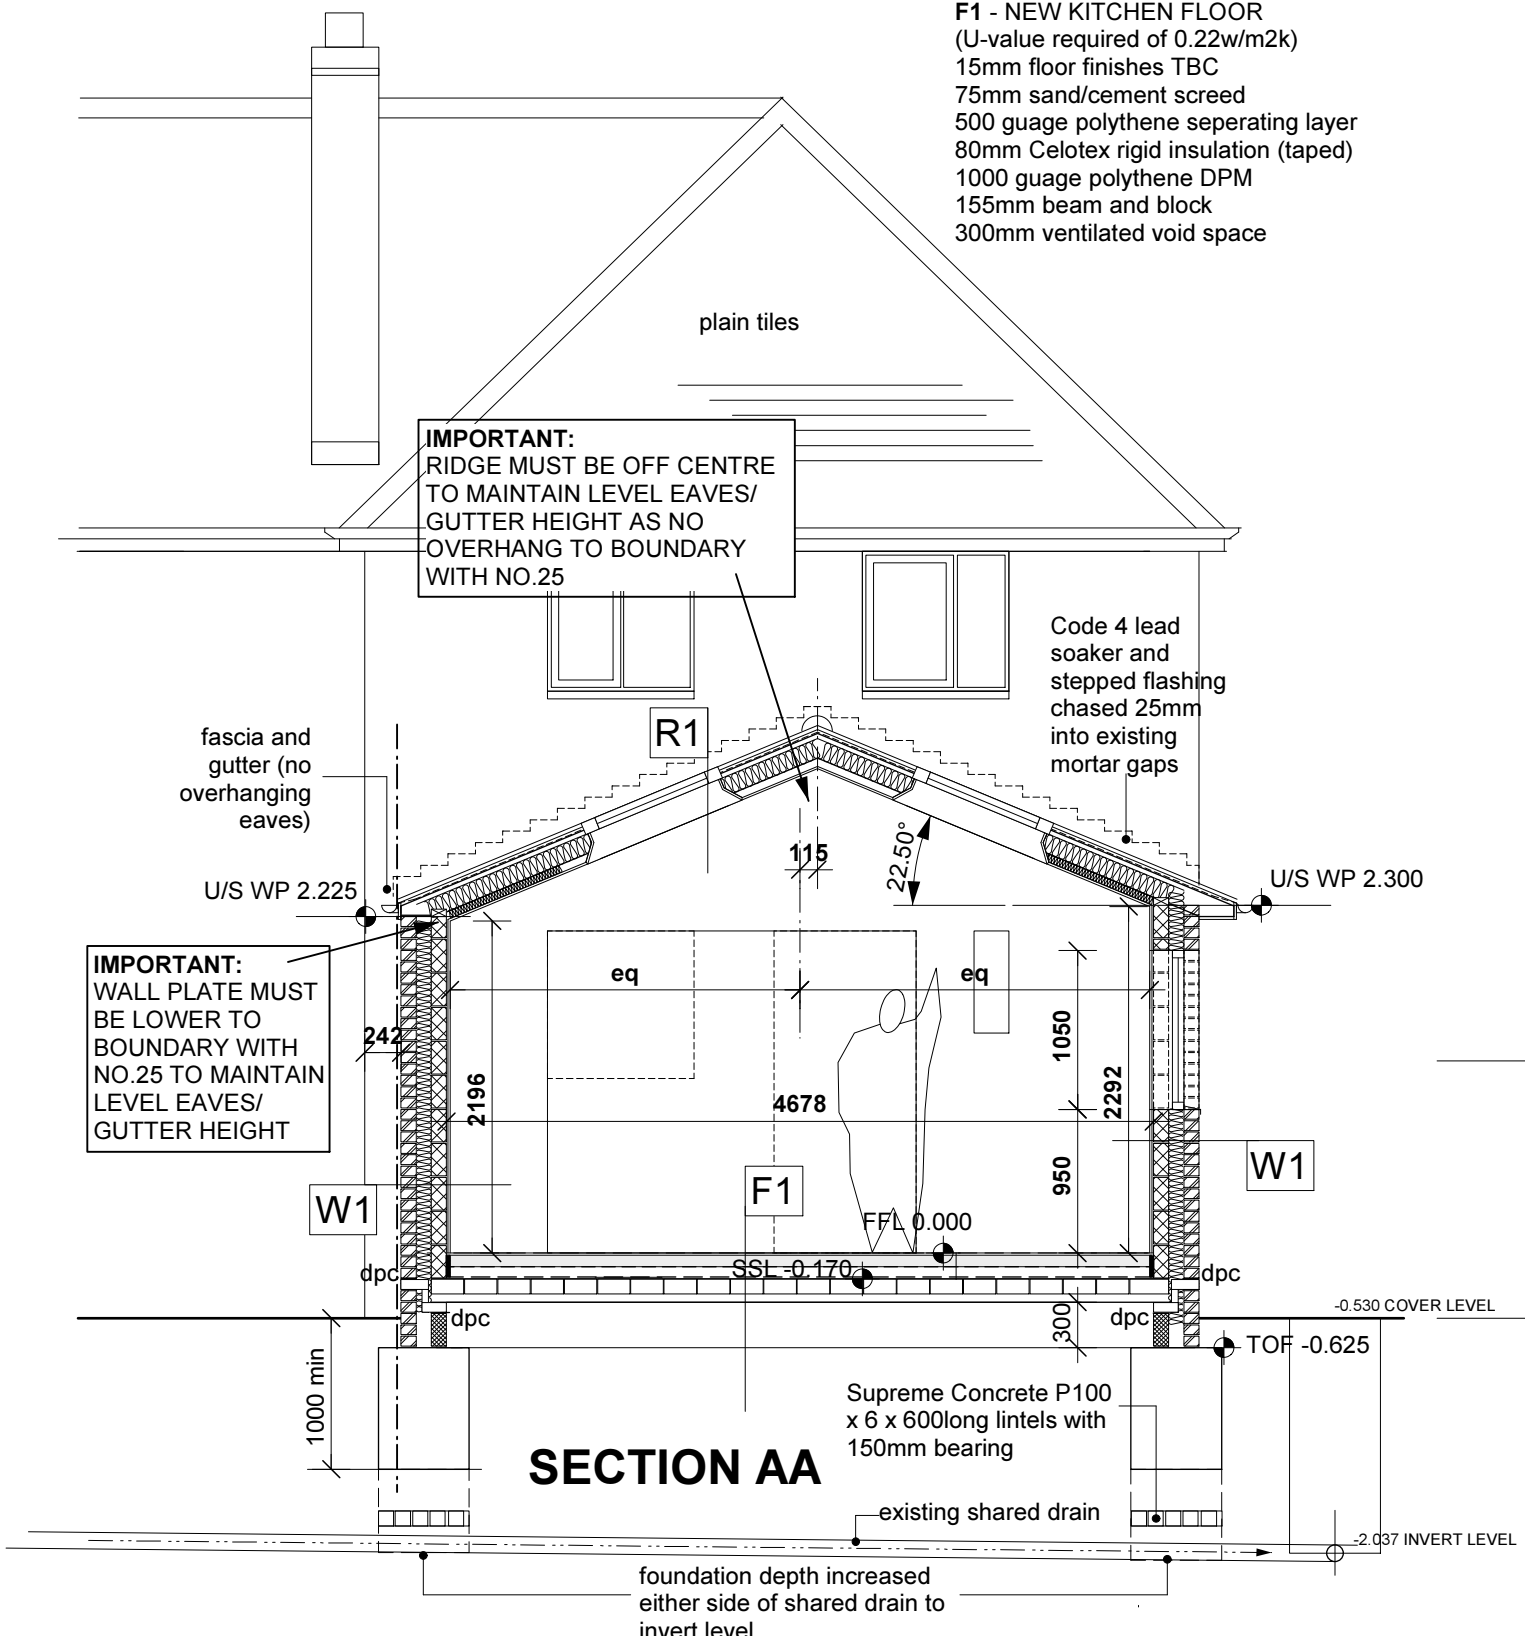 F1 - NEW KITCHEN FLOOR
(U-value required of 0.22w/m2k)
15mm floor finishes TBC
75mm sand/cement screed
500 guage polythene seperating layer
80mm Celotex rigid insulation (taped)
1000 guage polythene DPM
155mm beam and block
300mm ventilated void space
plain tiles
IMPORTANT:
RIDGE MUST BE OFF CENTRE
TO MAINTAIN LEVEL EAVES/
GUTTER HEIGHT AS NO
OVERHANG TO BOUNDARY
WITH NO.25
Code 4 lead
soaker and
stepped flashing
chased 25mm
into existing
mortar gaps
R1
fascia and
gutter (no
overhanging
eaves)
115
22.50°
U/S WP 2.225
U/S WP 2.300
IMPORTANT:
WALL PLATE MUST
BE LOWER TO
BOUNDARY WITH
NO.25 TO MAINTAIN
LEVEL EAVES/
GUTTER HEIGHT
eq
eq
242
1050
2196
4678
2292
950
W1
F1
W1
FFL 0.000
SSL -0.170
dpc
dpc
dpc
dpc
300
-0.530 COVER LEVEL
TOF -0.625
1000 min
Supreme Concrete P100
x 6 x 600long lintels with
150mm bearing
SECTION AA
existing shared drain
-2.037 INVERT LEVEL
foundation depth increased
either side of shared drain to
invert level